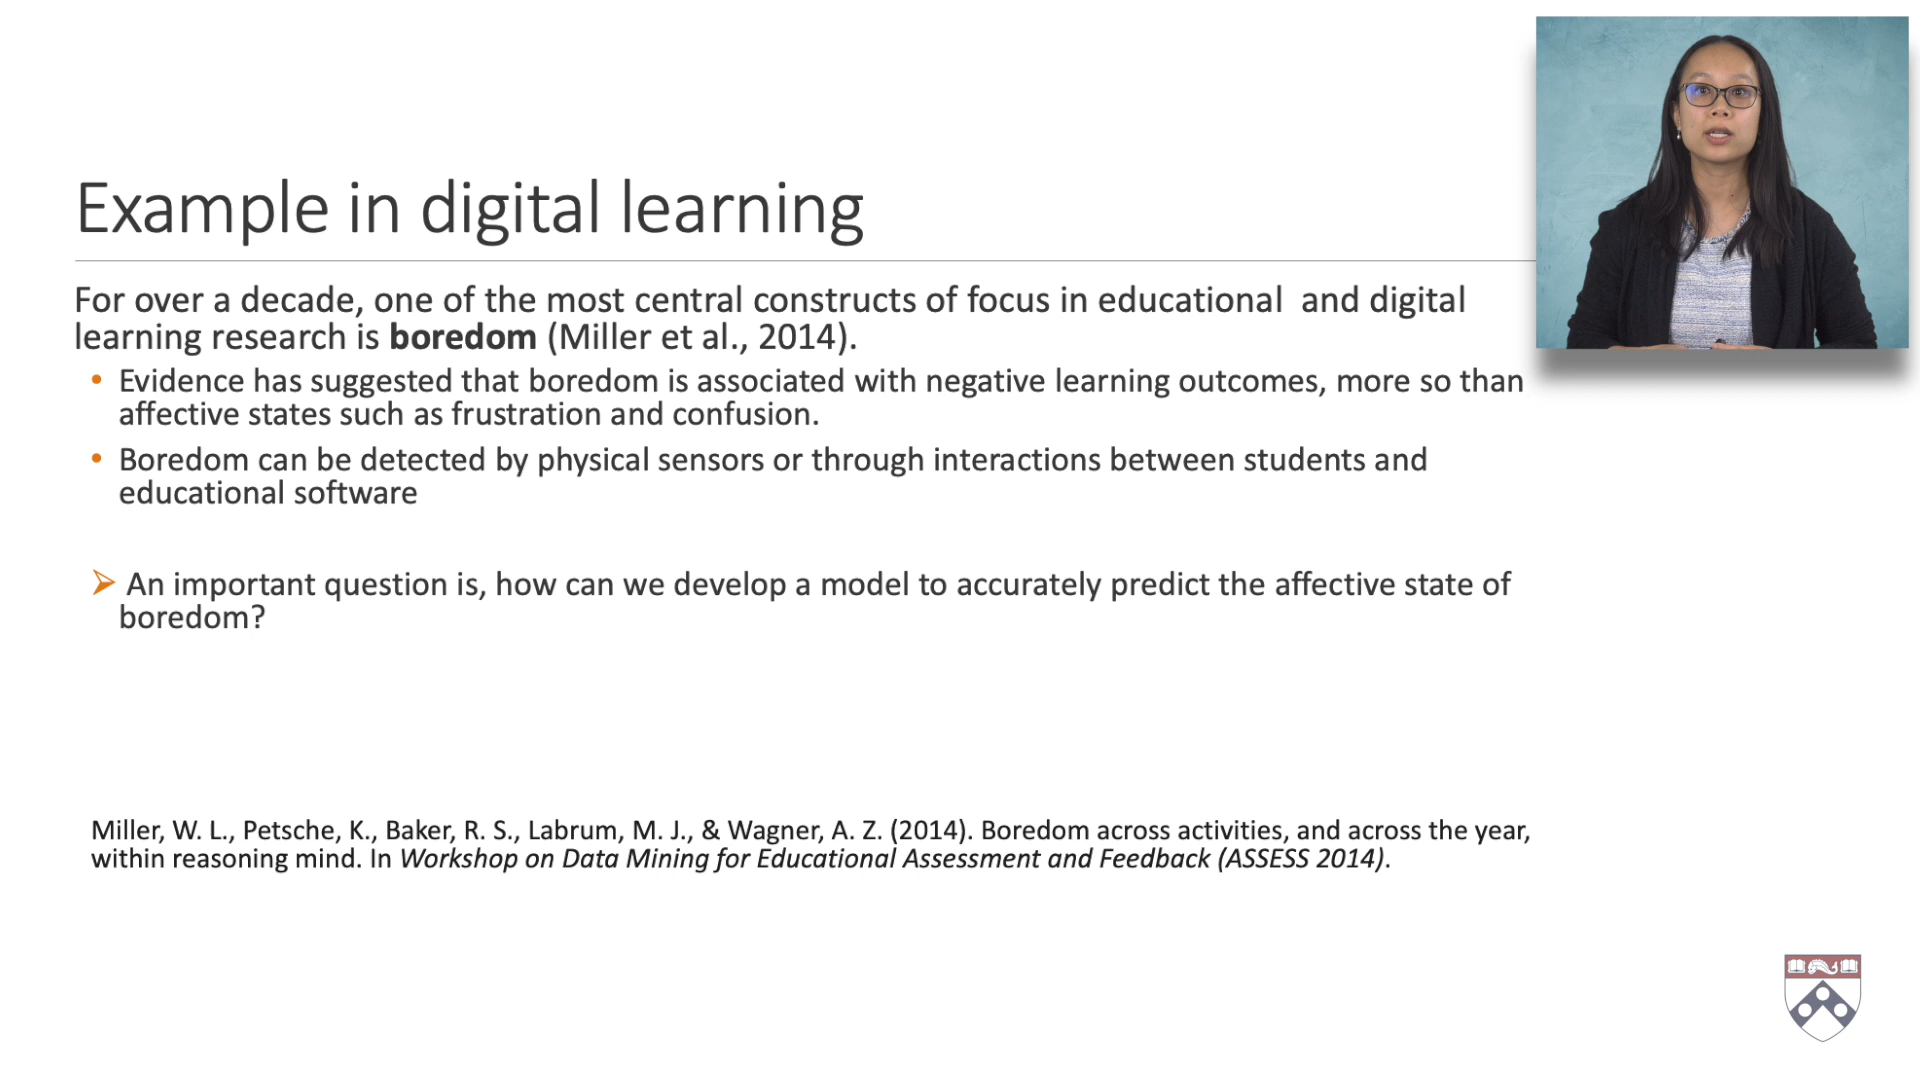 Example in digital learning
For over a decade, one of the most central constructs of focus in educational  and digital
learning research is boredom (Miller et al., 2014).
• Evidence has suggested that boredom is associated with negative learning outcomes, more so than
affective states such as frustration and confusion.
• Boredom can be detected by physical sensors or through interactions between students and
educational software
➢ An important question is, how can we develop a model to accurately predict the affective state of
boredom?
Miller, W. L., Petsche, K., Baker, R. S., Labrum, M. J., & Wagner, A. Z. (2014). Boredom across activities, and across the year,
within reasoning mind. In Workshop on Data Mining for Educational Assessment and Feedback (ASSESS 2014).